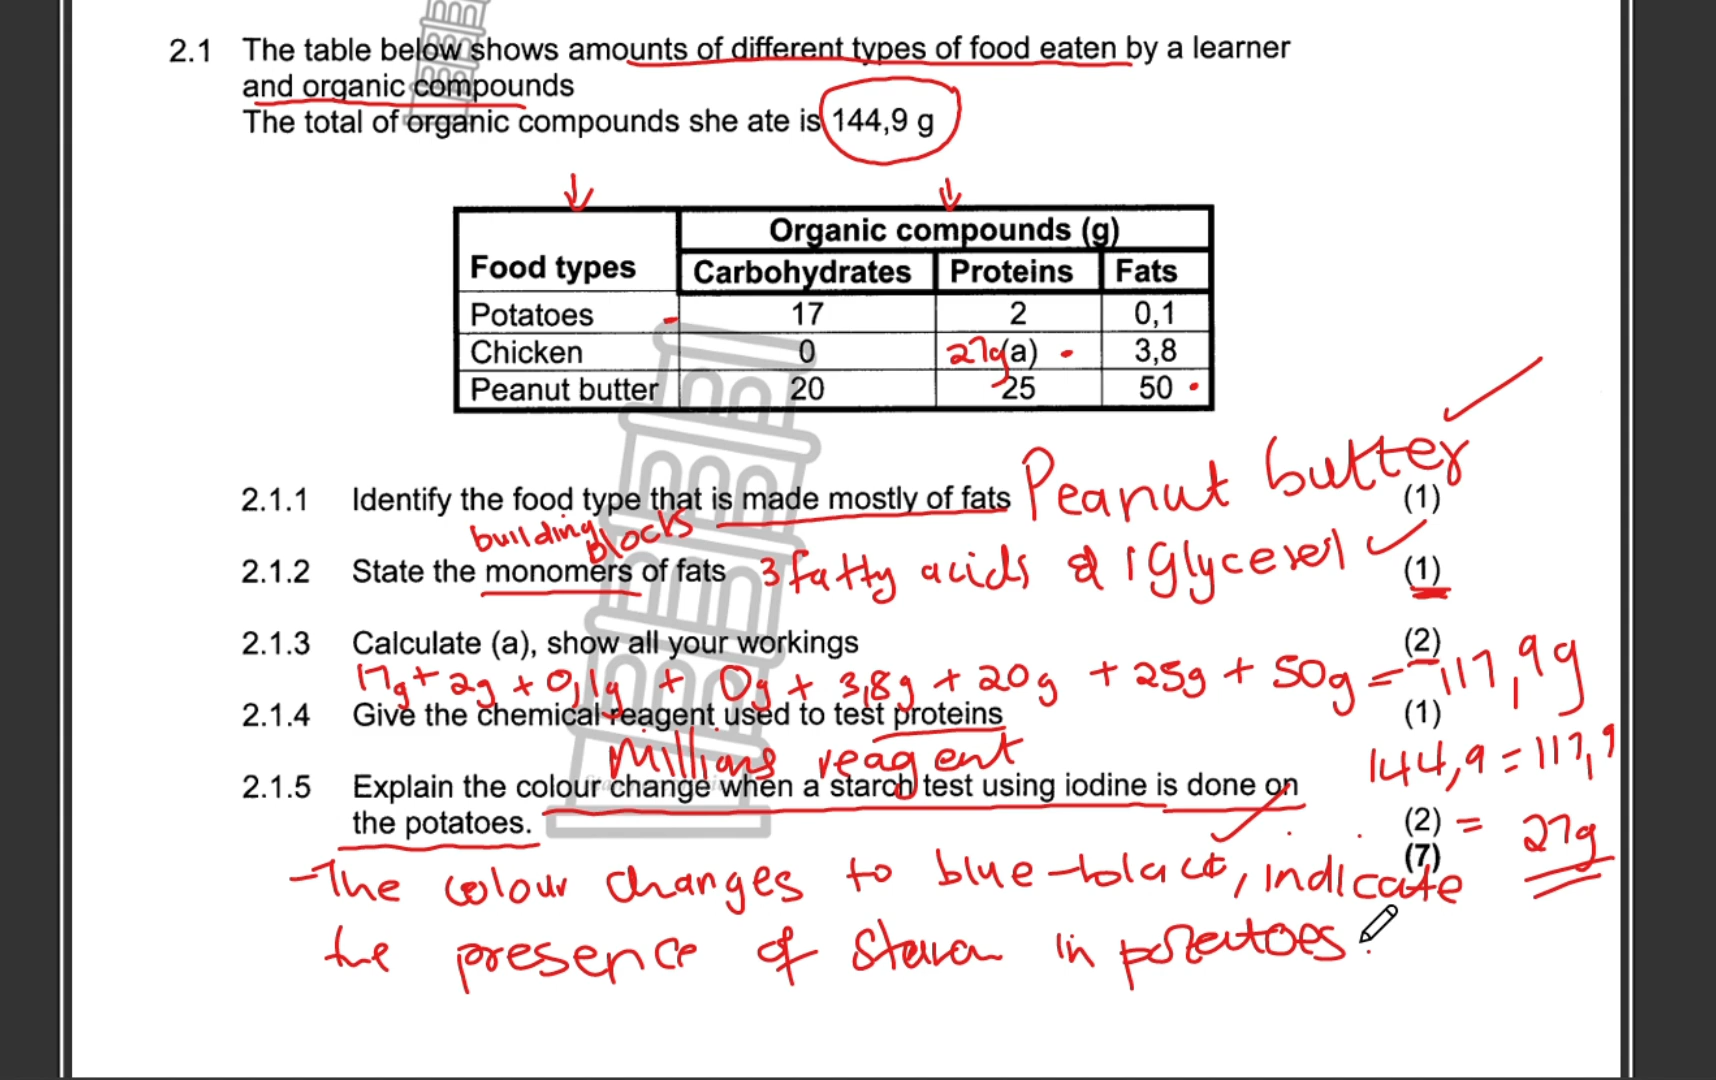 2.1 The table below shows amounts of different types of food eaten by a learner
and organic compounds
The total of organic compounds she ate is 144,9 g
Organic compounds (g)
Food types Carbohydrates Proteins Fats
Potatoes 17 2 0,1
Chicken 0 27g (a) 3,8
Peanut butter 20 25 50
2.1.1 Identify the food type that is made mostly of fats Peanut butter (1)
building blocks
2.1.2 State the monomers of fats 3 fatty acids & 1 Glycerol (1)
2.1.3 Calculate (a), show all your workings (2)
17g + 2g + 0,1g + 0g + 3,8g + 20g + 25g + 50g = 117,9g
2.1.4 Give the chemical reagent used to test proteins (1)
Millions reagent
144,9 = 117,9
2.1.5 Explain the colour change when a starch test using iodine is done on
the potatoes. (2)
= 27g
(7)
- The colour changes to blue-black, indicate
the presence of starch in potatoes.